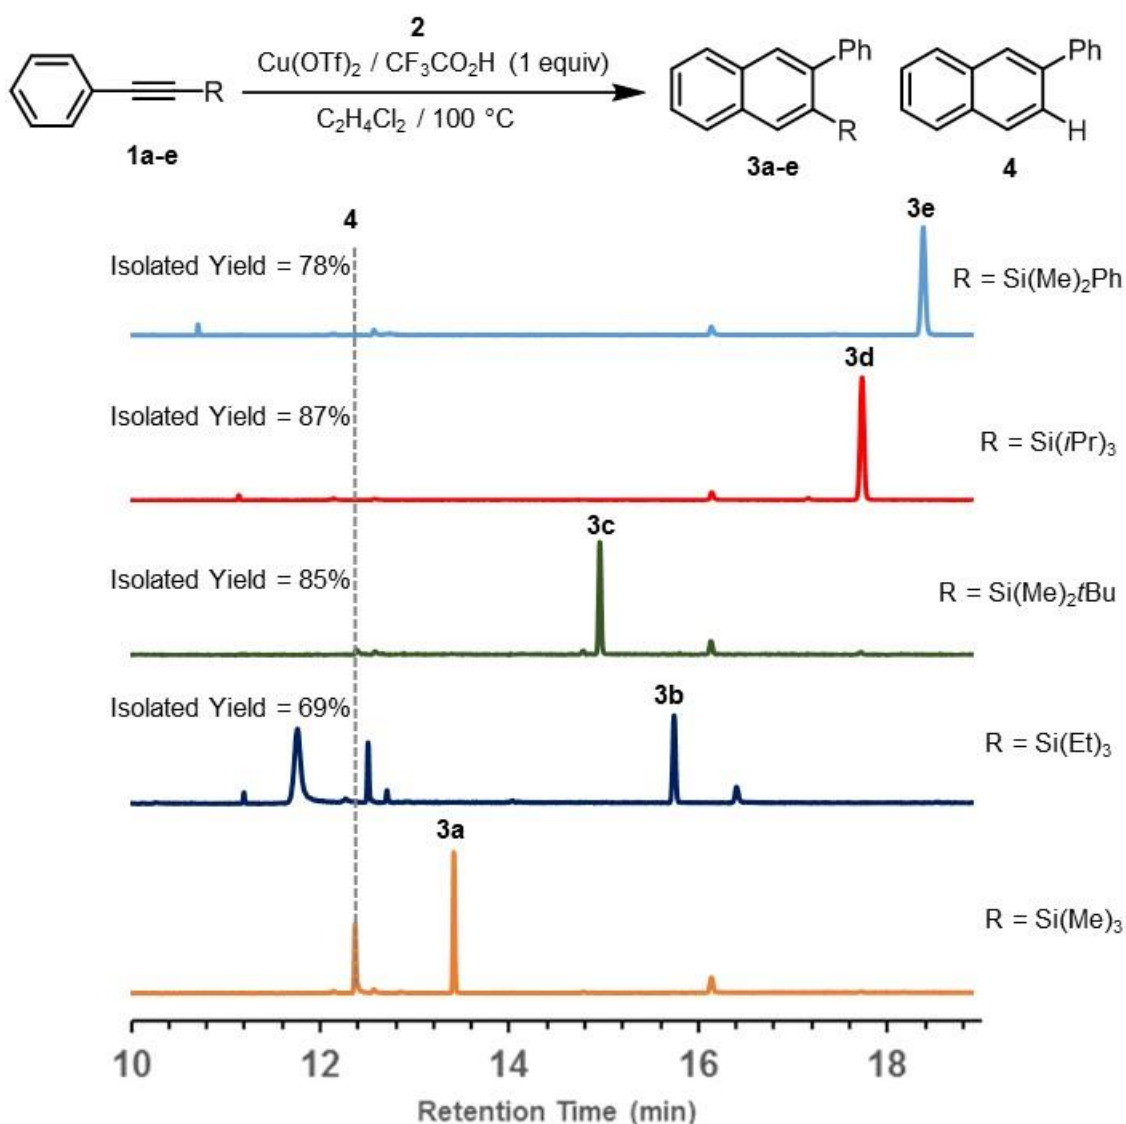 2
Cu(OTf)2 / CF3CO2H (1 equiv)
C2H4Cl2 / 100 °C
R
1a-e
Ph
R
3a-e
Ph
H
4
4
3e
Isolated Yield = 78%
R = Si(Me)2Ph
3d
Isolated Yield = 87%
R = Si(iPr)3
3c
Isolated Yield = 85%
R = Si(Me)2tBu
Isolated Yield = 69%
3b
R = Si(Et)3
3a
R = Si(Me)3
10 12 14 16 18
Retention Time (min)